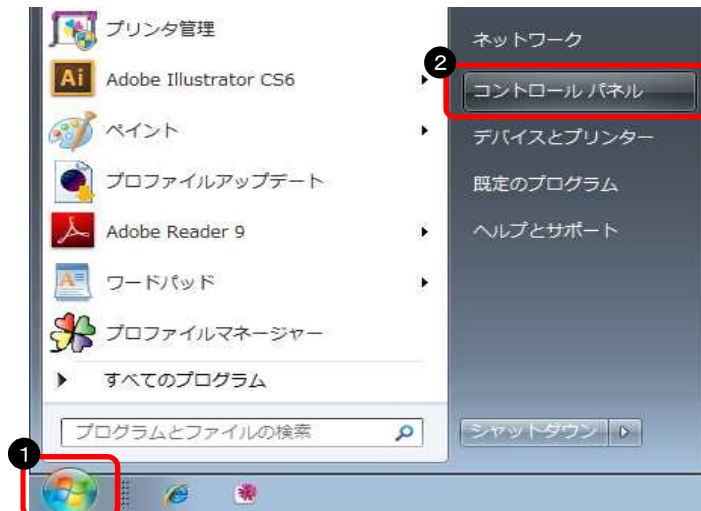 プリンタ管理
Ai Adobe Illustrator CS6
ペイント
プロファイルアップデート
Adobe Reader 9
ワードパッド
プロファイルマネージャー
すべてのプログラム
プログラムとファイルの検索
1
ネットワーク
2
コントロール パネル
デバイスとプリンター
既定のプログラム
ヘルプとサポート
シャットダウン